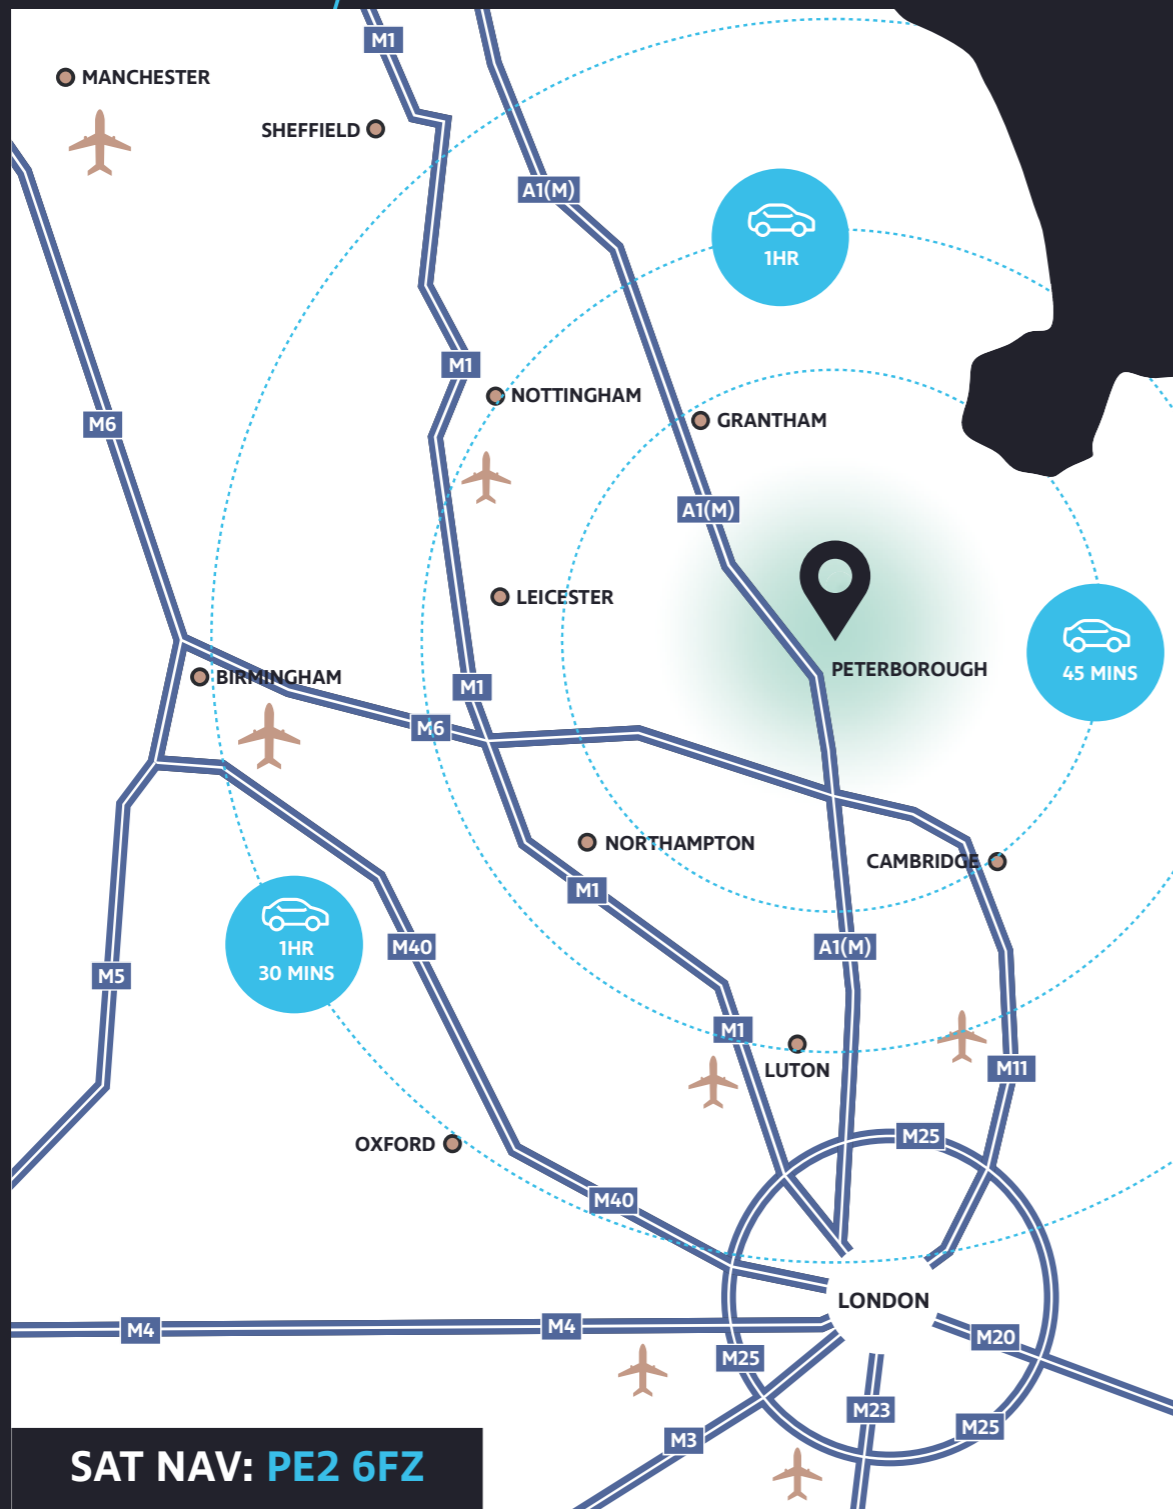 M1
MANCHESTER
SHEFFIELD
A1(M)
1HR
M1
NOTTINGHAM
GRANTHAM
M6
A1(M)
LEICESTER
PETERBOROUGH
45 MINS
BIRMINGHAM
M1
M6
NORTHAMPTON
CAMBRIDGE
M1
1HR
30 MINS
M40
A1(M)
M5
M1
LUTON
M11
M25
OXFORD
M40
LONDON
M4
M4
M20
M25
M23
M25
M3
SAT NAV: PE2 6FZ